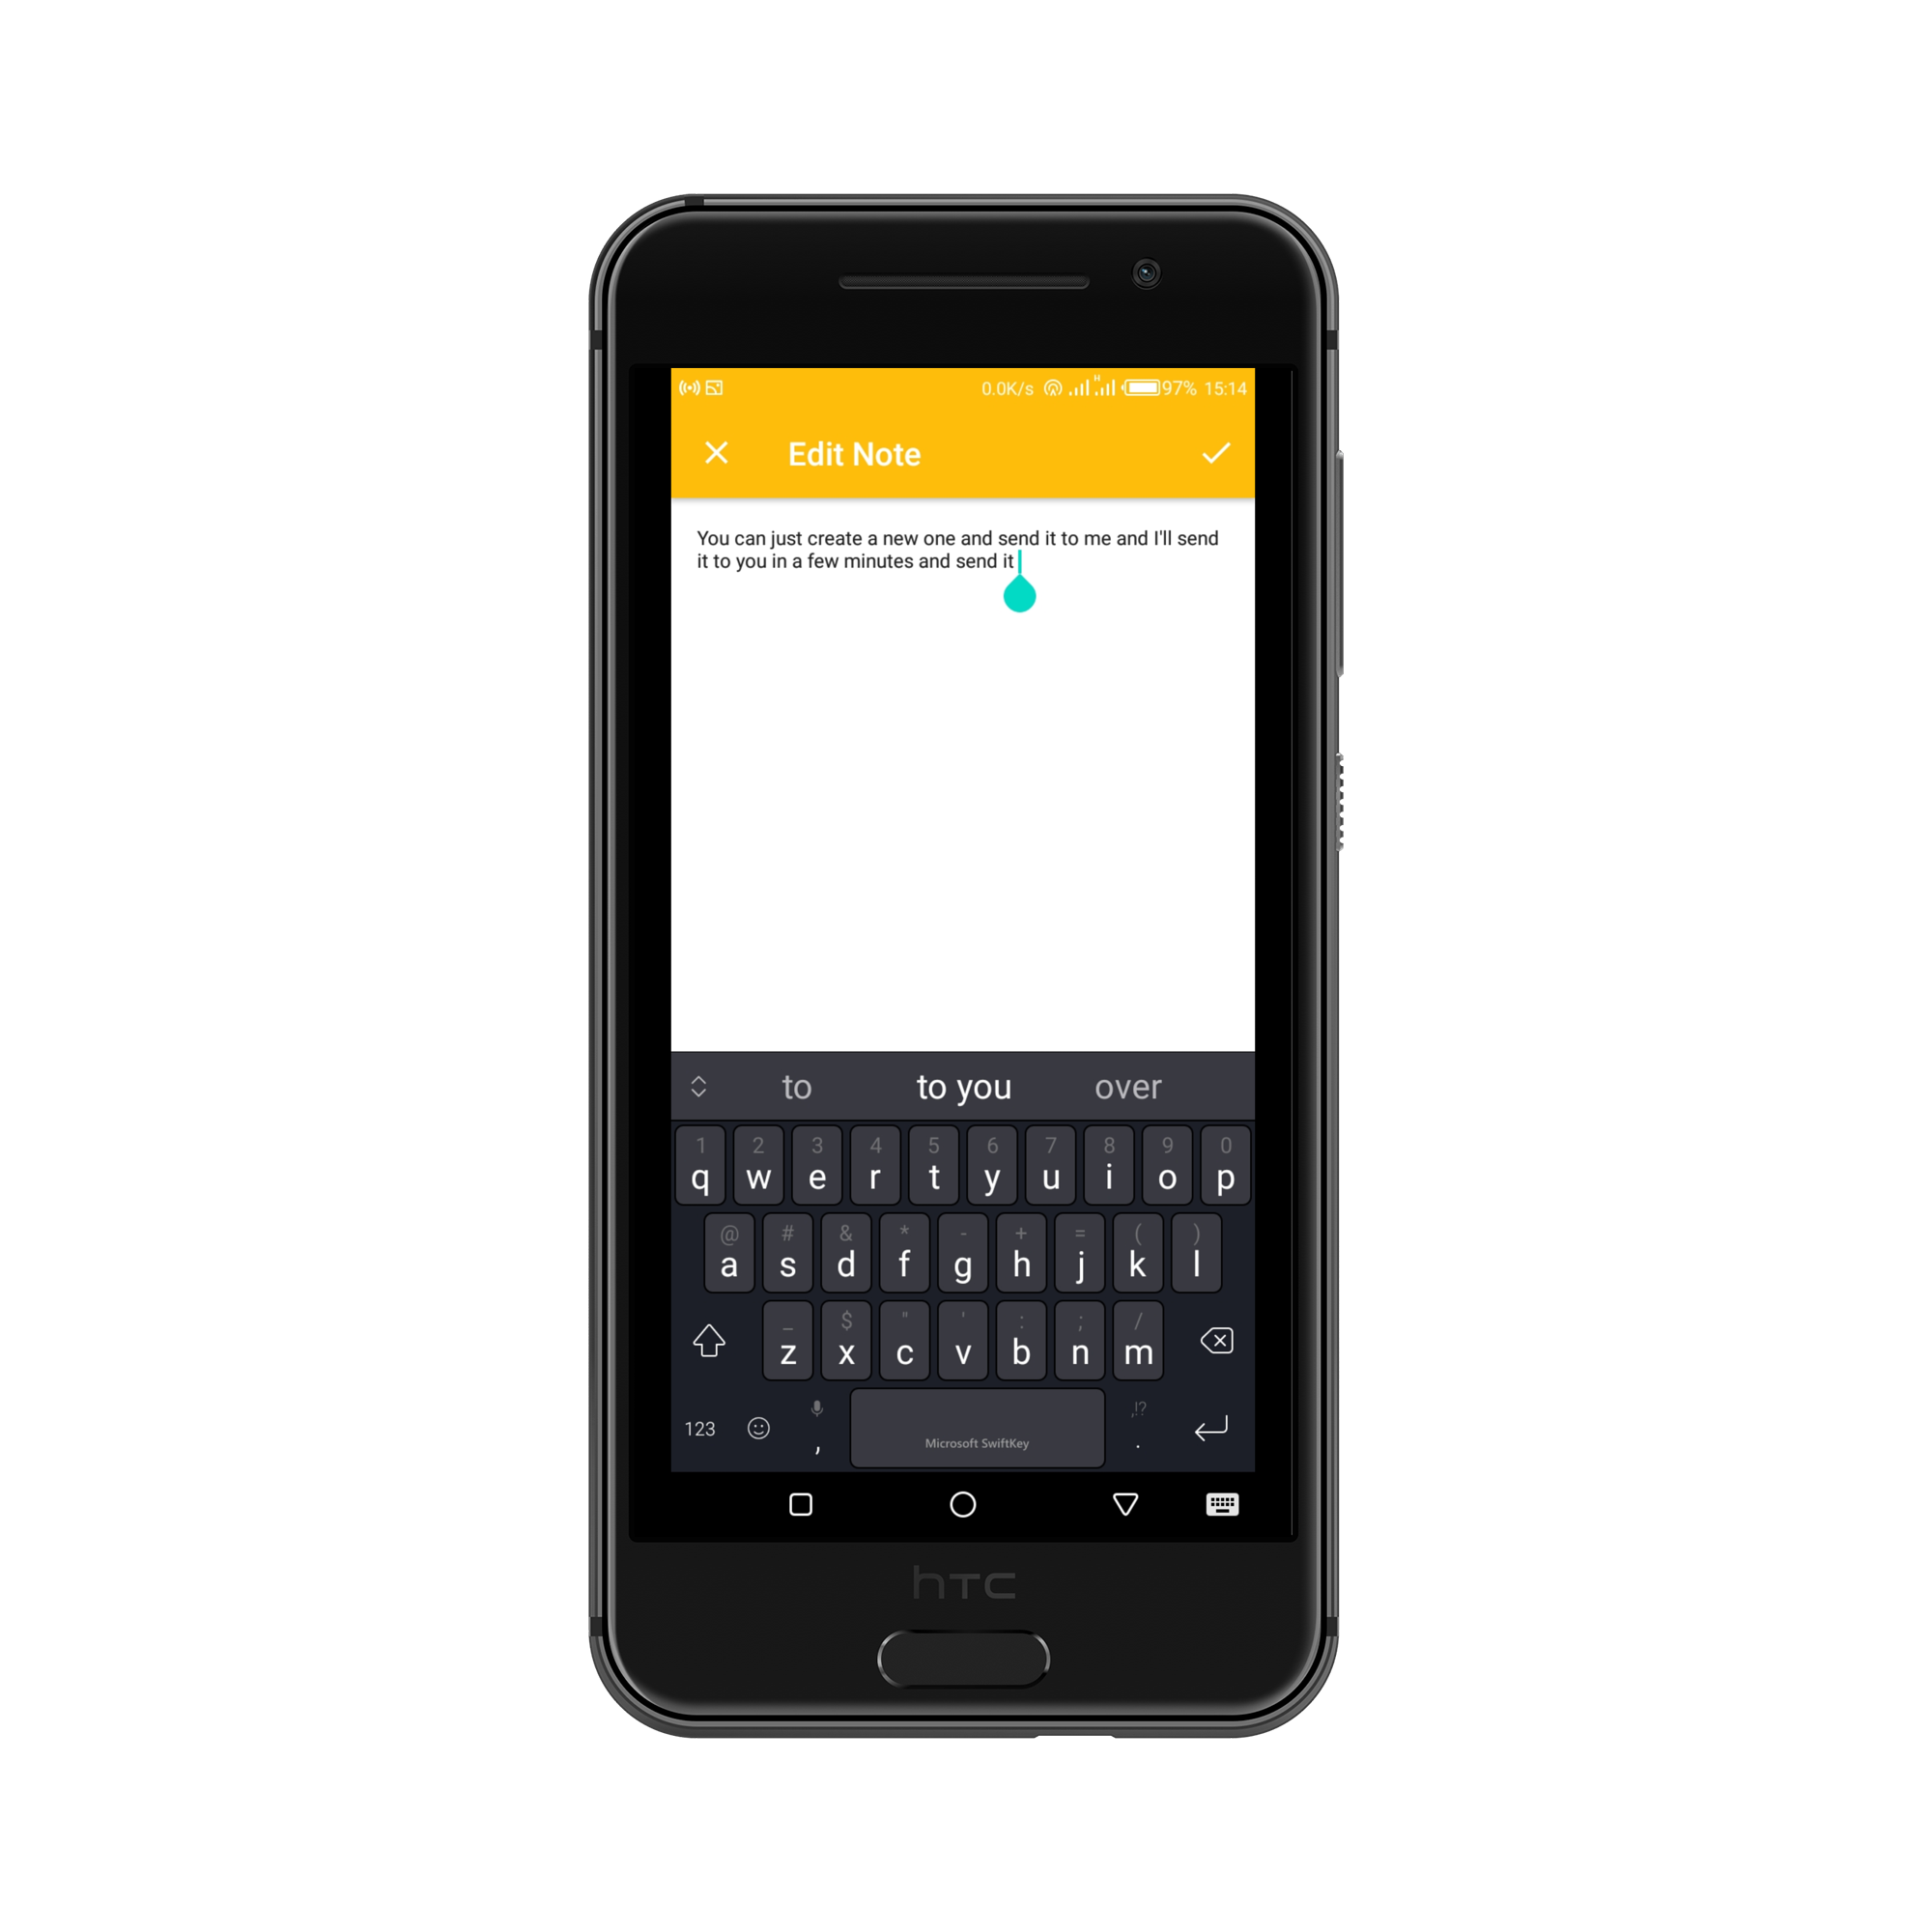 0.0K/s H 97% 15:14
Edit Note
You can just create a new one and send it to me and I'll send
it to you in a few minutes and send it
to to you over
1 2 3 4 5 6 7 8 9 0
q w e r t y u i o p
@ # & * - + = ( )
a s d f g h j k l
_ $ " ' : ; /
z x c v b n m
,!?
123 , Microsoft SwiftKey .
hTC